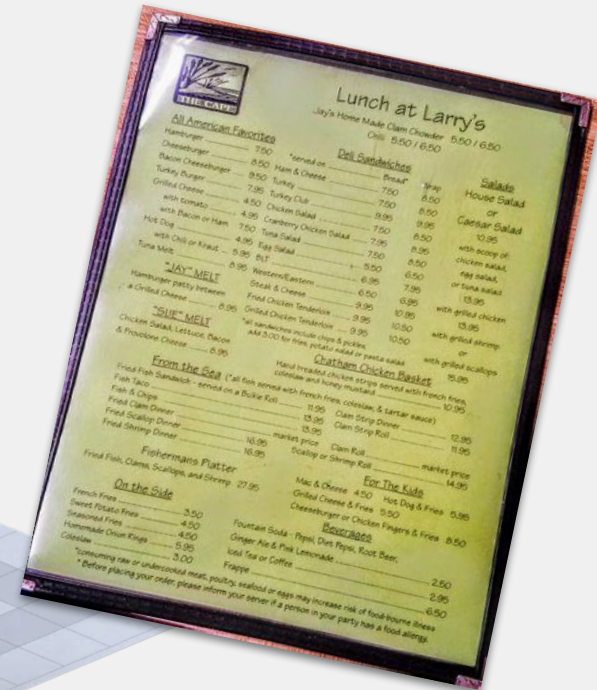 THE CAPE
Lunch at Larry's
Jay's Home Made Clam Chowder 5.50 / 6.50
Chili 5.50 / 6.50
All American Favorites
Hamburger 7.50
Cheeseburger 8.50
Bacon Cheeseburger 9.50
Turkey Burger 7.95
Grilled Cheese 4.50
with tomato 4.95
with Bacon or Ham 7.50
Hot Dog 4.95
with Chili or Kraut 5.95
Tuna Melt 8.95
"JAY" MELT
Hamburger patty between
a Grilled Cheese 8.95
"SUE" MELT
Chicken Salad, Lettuce, Bacon
& Provolone Cheese 8.95
Deli Sandwiches
*served on Bread* Wrap
Ham & Cheese 7.50 8.50
Turkey 7.50 8.50
Turkey Club 9.95 9.95
Chicken Salad 7.50 8.50
Cranberry Chicken Salad 7.95 8.95
Tuna Salad 7.50 8.50
Egg Salad 5.50 6.50
BLT 6.95 7.95
Western/Eastern 6.50
Steak & Cheese 9.95 10.95
Fried Chicken Tenderloin 9.95 10.50
Grilled Chicken Tenderloin 9.95 10.50
*all sandwiches include chips & pickles,
add 3.00 for fries, potato salad or pasta salad
Salads
House Salad
or
Caesar Salad
10.95
with scoop of:
chicken salad,
egg salad,
or tuna salad
13.95
with grilled chicken
13.95
with grilled shrimp
or
with grilled scallops
15.95
Chatham Chicken Basket
Hand breaded chicken strips served with french fries,
coleslaw and honey mustard 10.95
From the Sea (*all fish served with french fries, coleslaw, & tartar sauce)
Fried Fish Sandwich - served on a Bulkie Roll 11.95
Fish Taco 13.95
Fish & Chips 13.95
Fried Clam Dinner market price
Fried Scallop Dinner 16.95
Fried Shrimp Dinner 16.95
Clam Strip Dinner 12.95
Clam Strip Roll 11.95
Clam Roll market price
Scallop or Shrimp Roll 14.95
Fishermans Platter
Fried Fish, Clams, Scallops, and Shrimp 27.95
For The Kids
Mac & Cheese 4.50 Hot Dog & Fries 5.95
Grilled Cheese & Fries 5.50
Cheeseburger or Chicken Fingers & Fries 8.50
On the Side
French Fries 3.50
Sweet Potato Fries 4.50
Seasoned Fries 4.50
Homemade Onion Rings 5.95
Coleslaw 3.00
Beverages
Fountain Soda - Pepsi, Diet Pepsi, Root Beer,
Ginger Ale & Pink Lemonade 2.50
Iced Tea or Coffee 2.95
Frappe 6.50
*consuming raw or undercooked meat, poultry, seafood or eggs may increase risk of food-bourne illness
* Before placing your order, please inform your server if a person in your party has a food allergy.